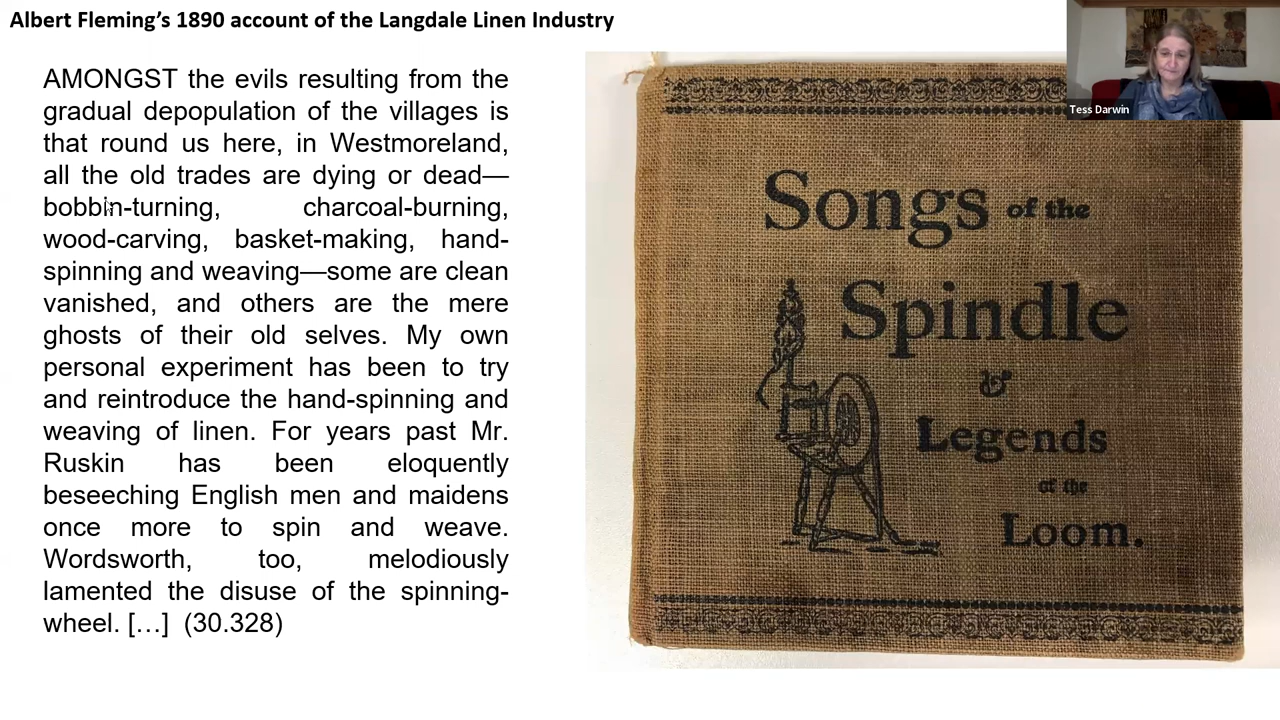 Albert Fleming’s 1890 account of the Langdale Linen Industry
AMONGST the evils resulting from the
gradual depopulation of the villages is
that round us here, in Westmoreland,
all the old trades are dying or dead—
bobbin-turning, charcoal-burning,
wood-carving, basket-making, hand-
spinning and weaving—some are clean
vanished, and others are the mere
ghosts of their old selves. My own
personal experiment has been to try
and reintroduce the hand-spinning and
weaving of linen. For years past Mr.
Ruskin has been eloquently
beseeching English men and maidens
once more to spin and weave.
Wordsworth, too, melodiously
lamented the disuse of the spinning-
wheel. […] (30.328)
Songs of the
Spindle
&
Legends
of the
Loom.
Tess Darwin